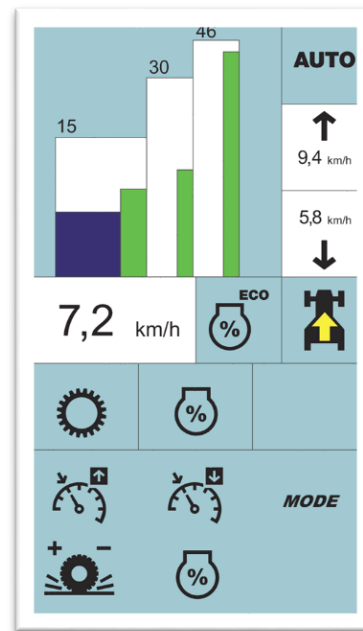 46
AUTO
30
15
9,4 km/h
5,8 km/h
7,2 km/h
ECO
%
%
MODE
+ −
%